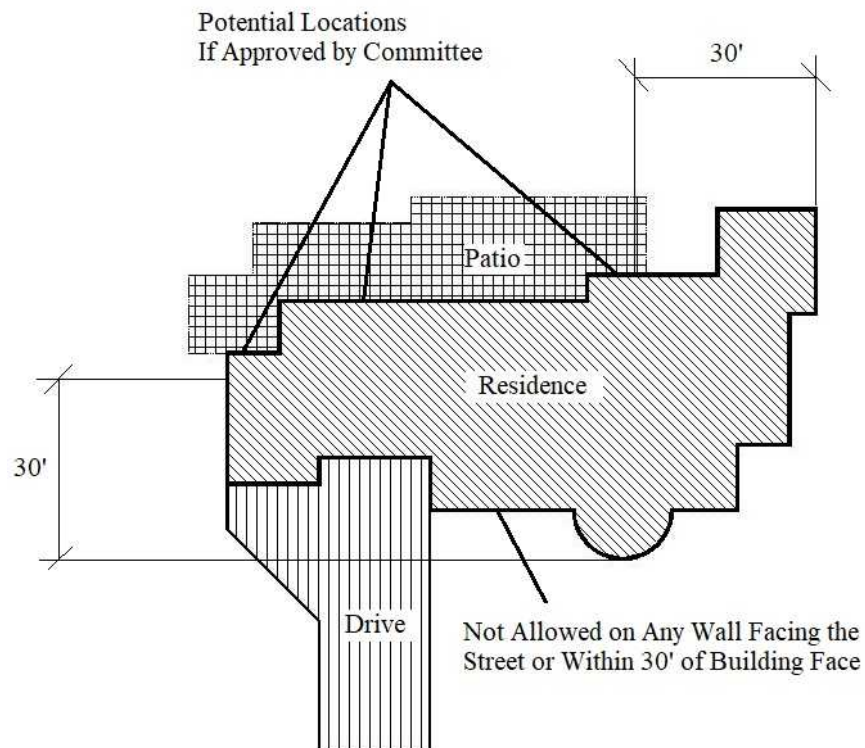 Potential Locations
If Approved by Committee
30'
Patio
Residence
30'
Drive
Not Allowed on Any Wall Facing the
Street or Within 30' of Building Face